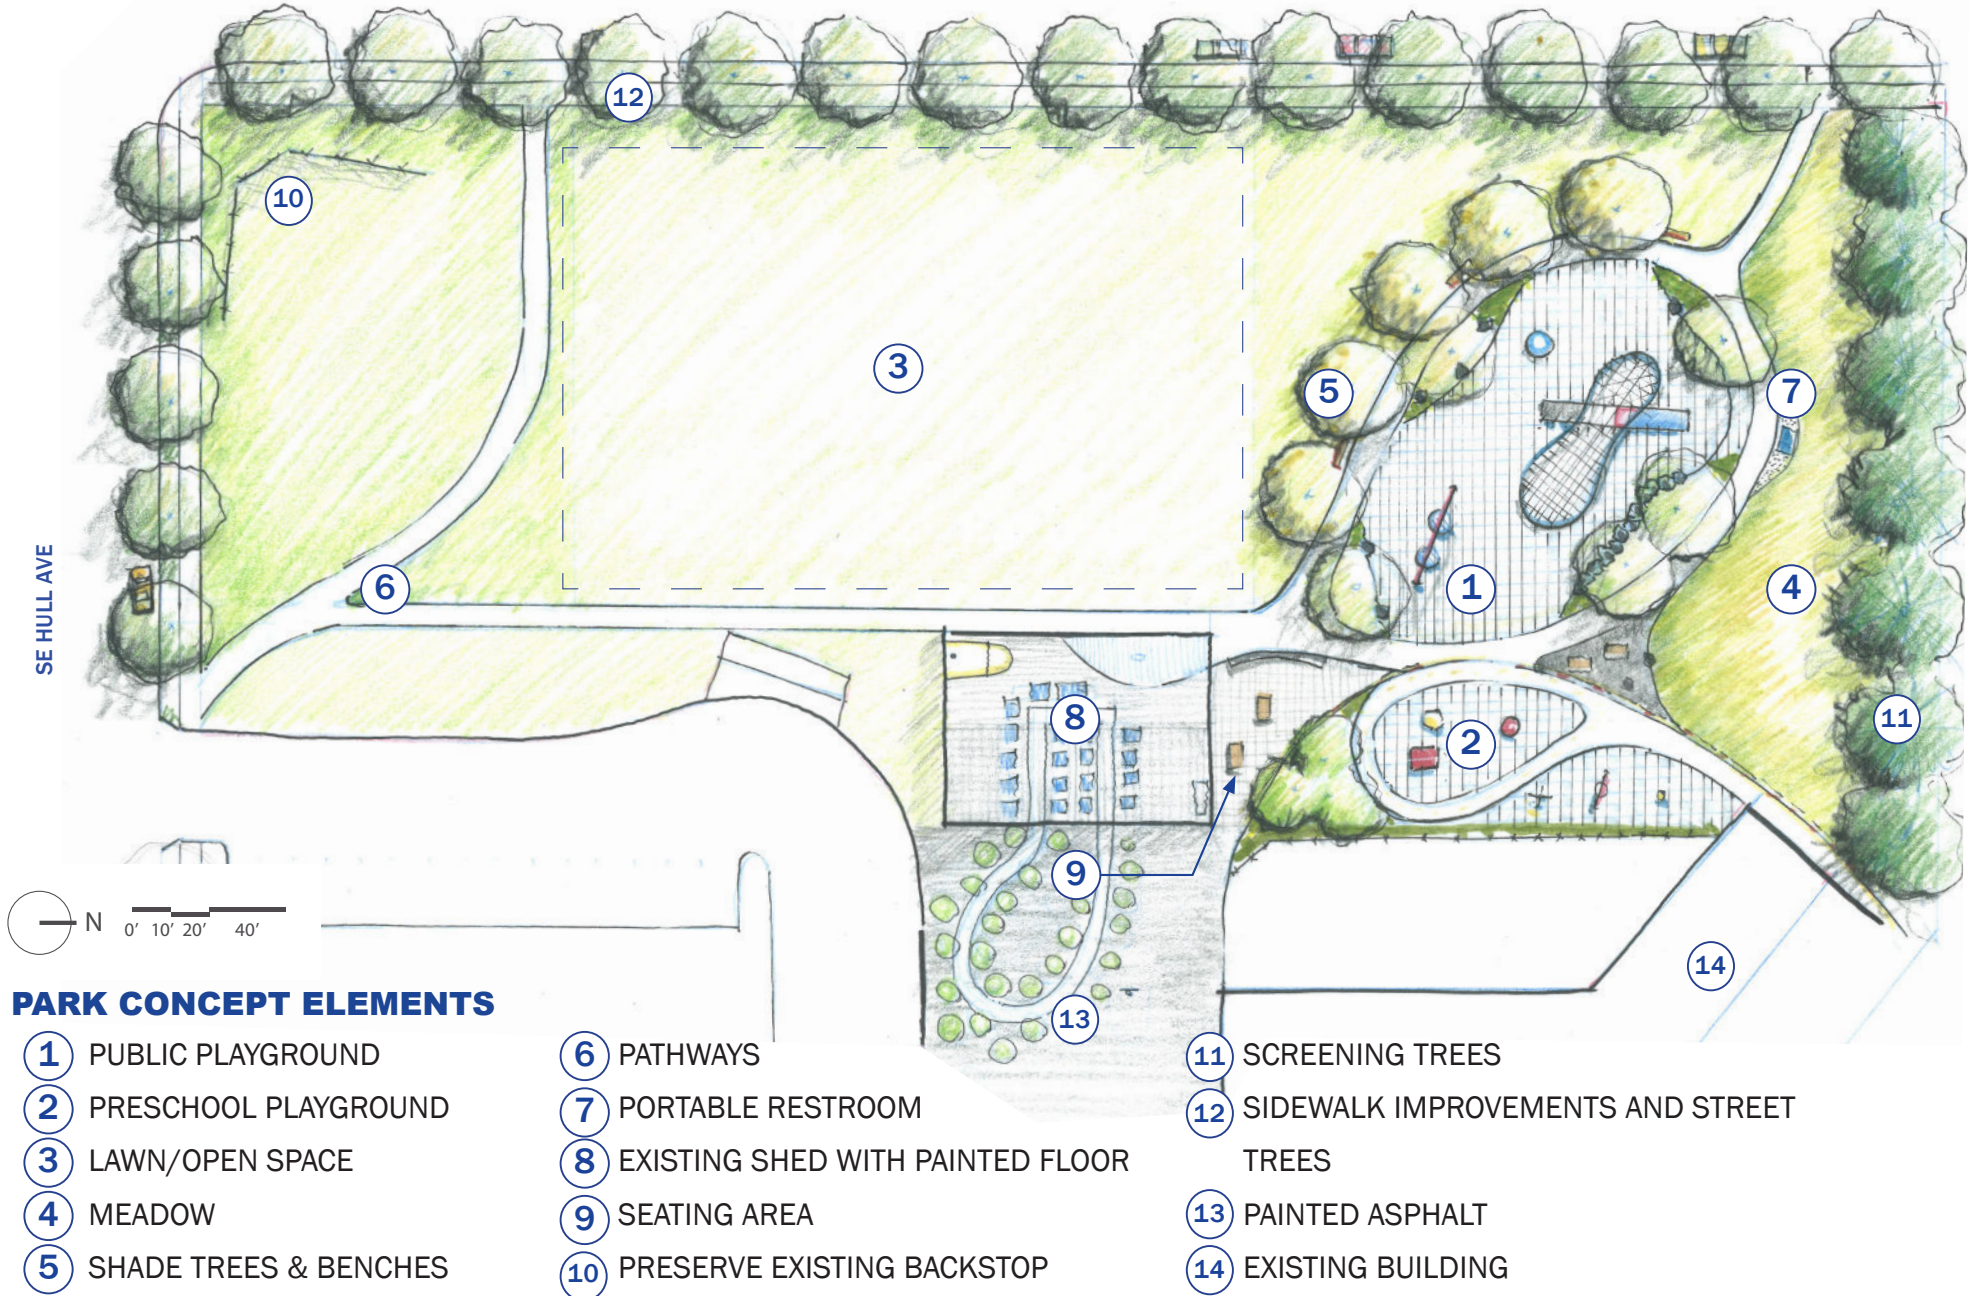 12
10
3
5
7
6
1
4
8
2
11
9
13
14
SE HULL AVE
N
0' 10' 20' 40'
PARK CONCEPT ELEMENTS
1 PUBLIC PLAYGROUND
2 PRESCHOOL PLAYGROUND
3 LAWN/OPEN SPACE
4 MEADOW
5 SHADE TREES & BENCHES
6 PATHWAYS
7 PORTABLE RESTROOM
8 EXISTING SHED WITH PAINTED FLOOR
9 SEATING AREA
10 PRESERVE EXISTING BACKSTOP
11 SCREENING TREES
12 SIDEWALK IMPROVEMENTS AND STREET
TREES
13 PAINTED ASPHALT
14 EXISTING BUILDING